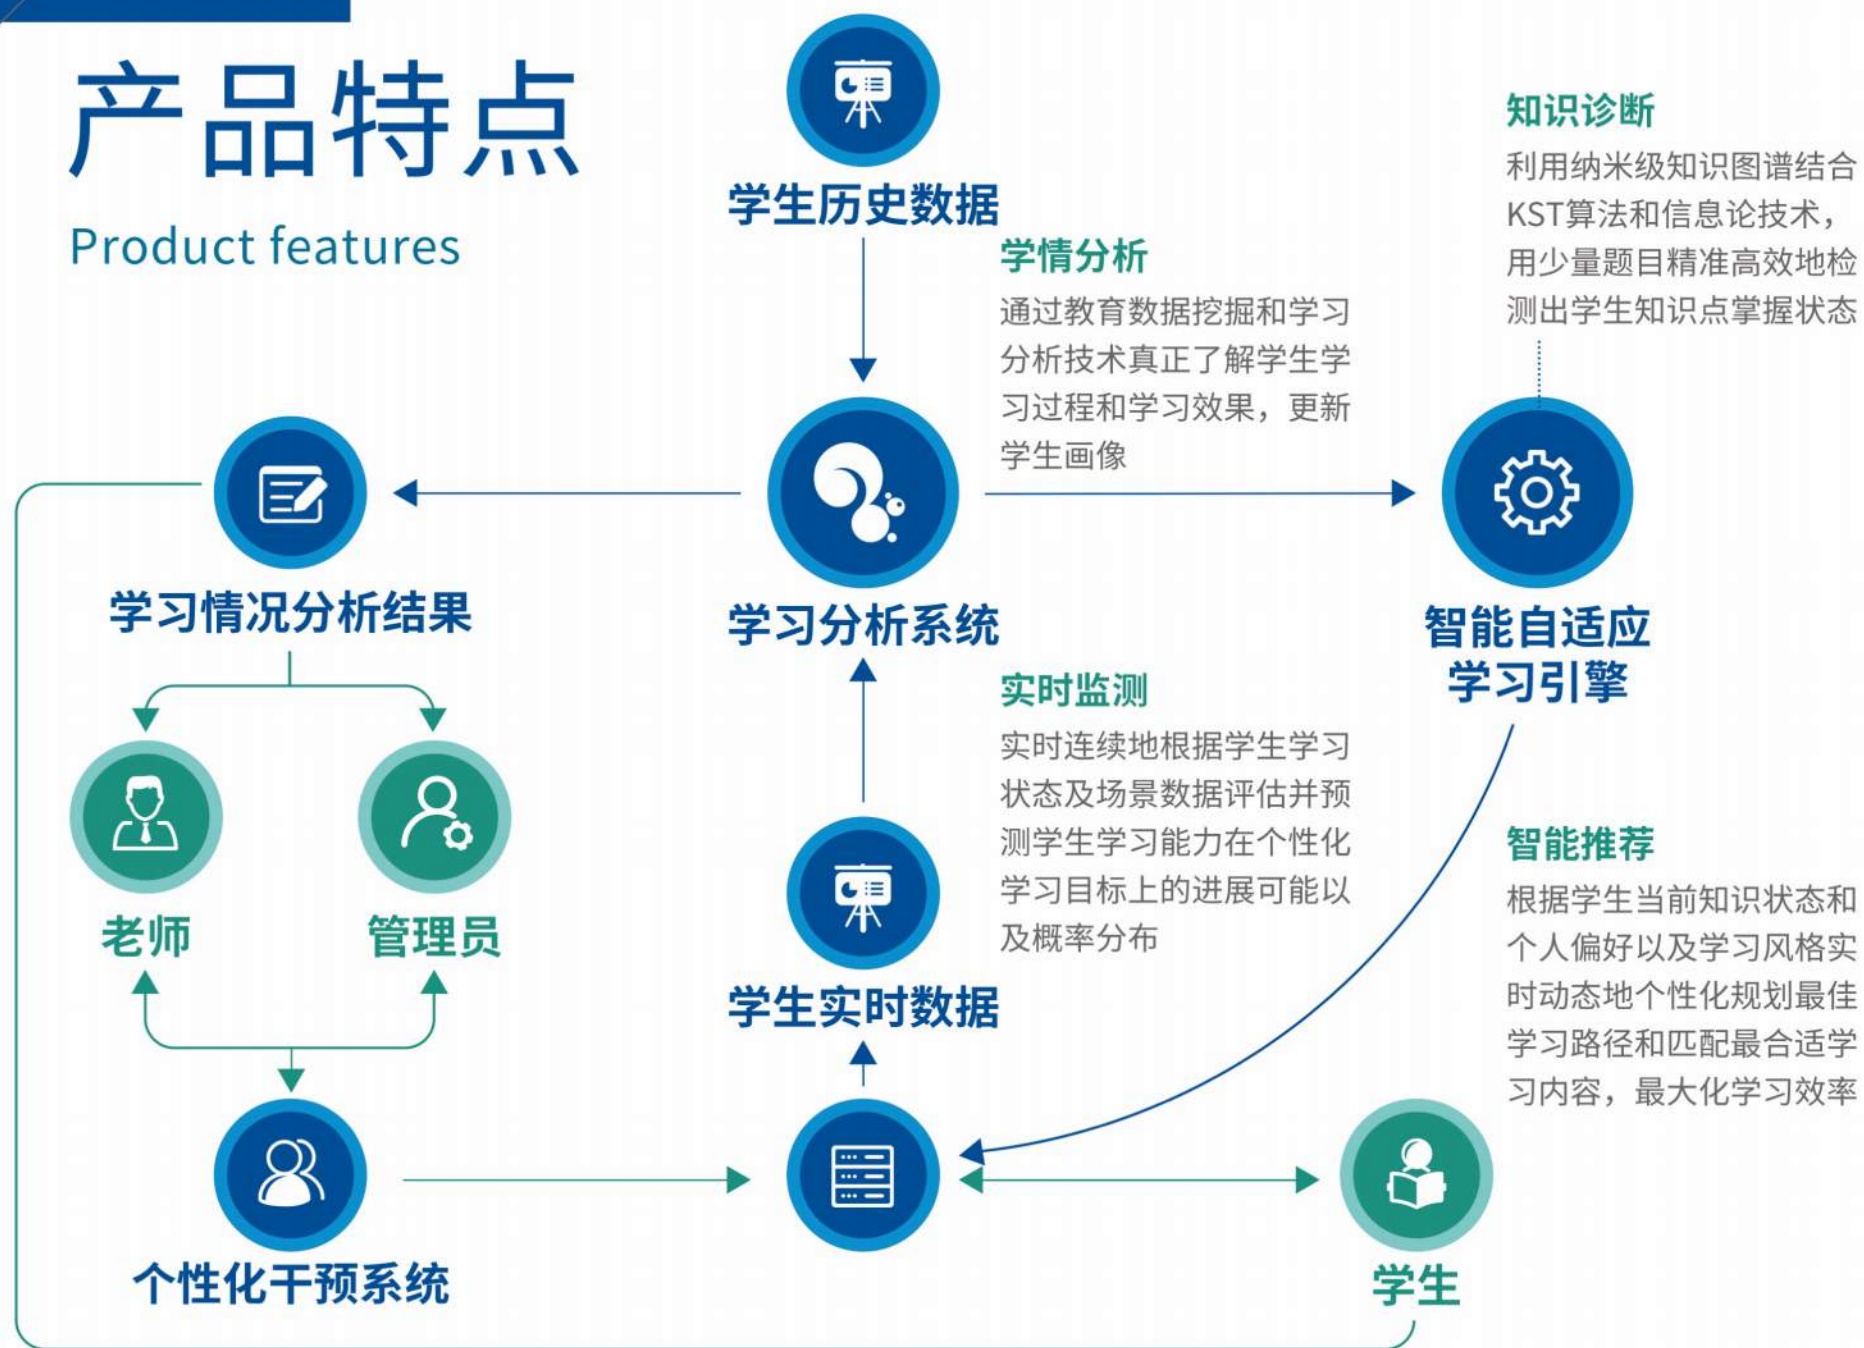 产品特点
Product features
学生历史数据
学情分析
通过教育数据挖掘和学习
分析技术真正了解学生学
习过程和学习效果，更新
学生画像
知识诊断
利用纳米级知识图谱结合
KST算法和信息论技术，
用少量题目精准高效地检
测出学生知识点掌握状态
学习情况分析结果
学习分析系统
智能自适应
学习引擎
实时监测
实时连续地根据学生学习
状态及场景数据评估并预
测学生学习能力在个性化
学习目标上的进展可能以
及概率分布
老师
管理员
学生实时数据
智能推荐
根据学生当前知识状态和
个人偏好以及学习风格实
时动态地个性化规划最佳
学习路径和匹配最合适学
习内容，最大化学习效率
个性化干预系统
学生